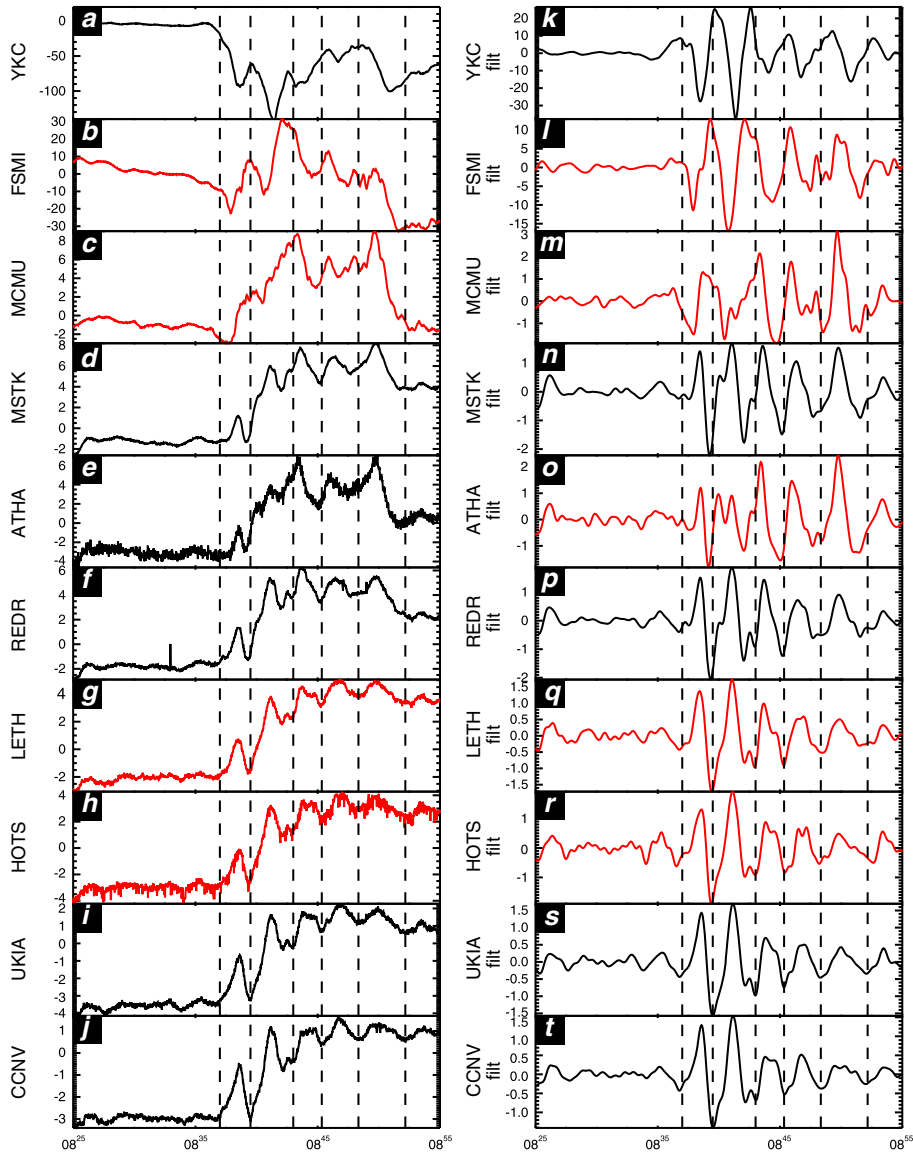 a
YKC
0
-50
-100
b
FSMI
30
20
10
0
-10
-20
-30
c
MCMU
8
6
4
2
0
-2
d
MSTK
8
6
4
2
0
-2
e
ATHA
6
4
2
0
-2
-4
f
REDR
6
4
2
0
-2
g
LETH
4
2
0
-2
h
HOTS
4
2
0
-2
-4
i
UKIA
2
1
0
-1
-2
-3
-4
j
CCNV
1
0
-1
-2
-3
08²⁵ 08³⁵ 08⁴⁵ 08⁵⁵
k
YKC
filt
20
10
0
-10
-20
-30
l
FSMI
filt
10
5
0
-5
-10
-15
m
MCMU
filt
3
2
1
0
-1
n
MSTK
filt
1
0
-1
-2
o
ATHA
filt
2
1
0
-1
p
REDR
filt
1
0
-1
-2
q
LETH
filt
1.5
1.0
0.5
0.0
-0.5
-1.0
-1.5
r
HOTS
filt
1
0
-1
s
UKIA
filt
1.5
1.0
0.5
0.0
-0.5
-1.0
-1.5
t
CCNV
filt
1.0
0.5
0.0
-0.5
-1.0
08²⁵ 08³⁵ 08⁴⁵ 08⁵⁵